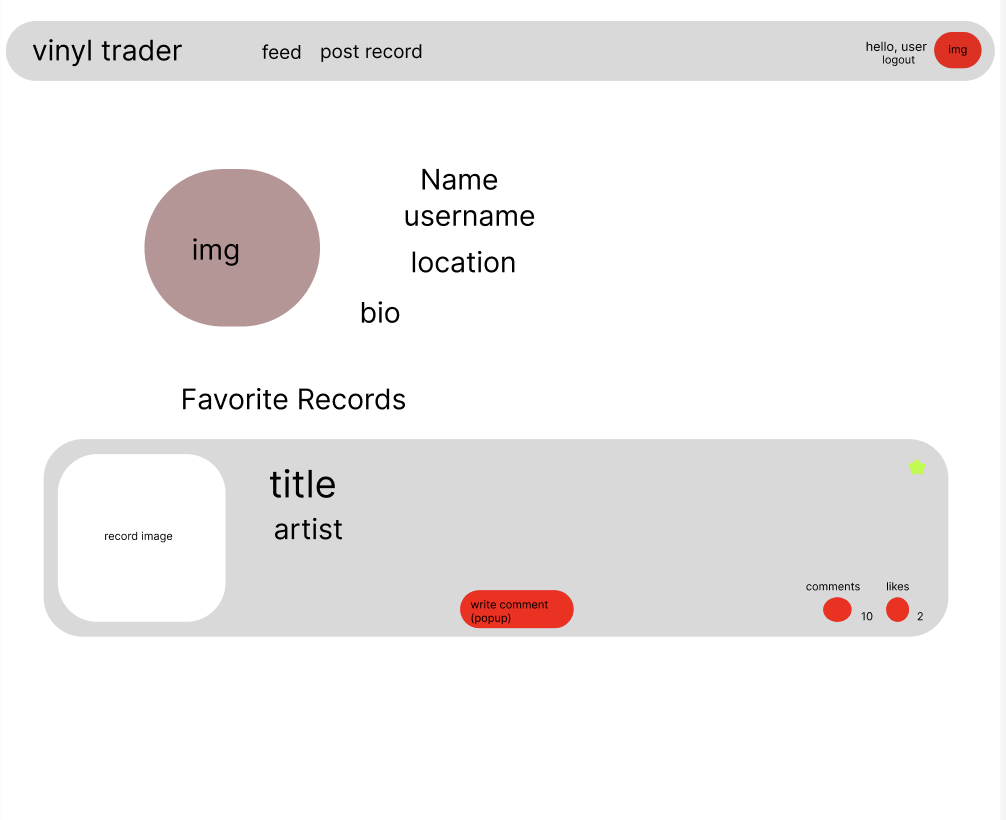 vinyl trader
feed
post record
hello, user
logout
img
img
Name
username
location
bio
Favorite Records
record image
title
artist
write comment
(popup)
comments
10
likes
2